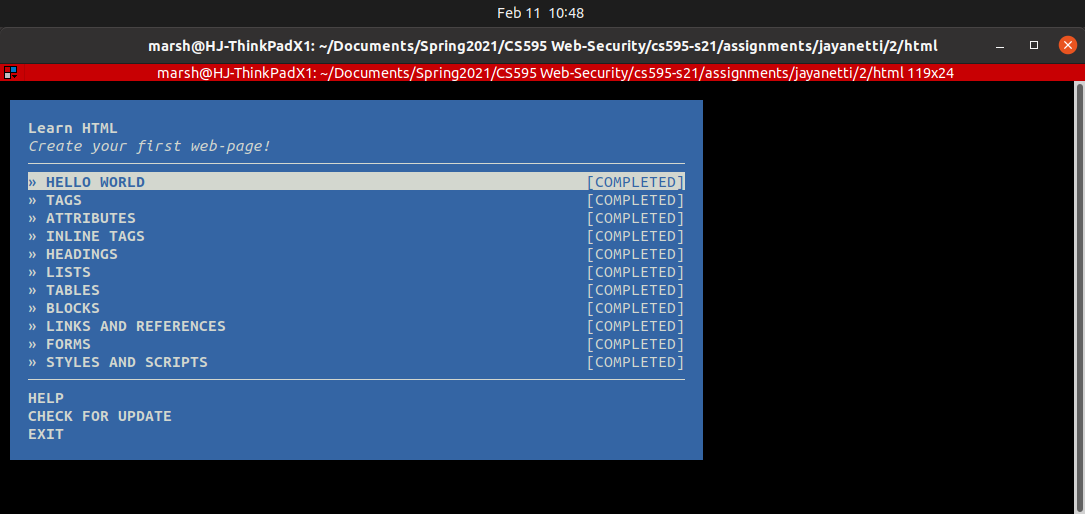 Feb 11 10:48
marsh@HJ-ThinkPadX1: ~/Documents/Spring2021/CS595 Web-Security/cs595-s21/assignments/jayanetti/2/html
marsh@HJ-ThinkPadX1: ~/Documents/Spring2021/CS595 Web-Security/cs595-s21/assignments/jayanetti/2/html 119x24
Learn HTML
Create your first web-page!
» HELLO WORLD [COMPLETED]
» TAGS [COMPLETED]
» ATTRIBUTES [COMPLETED]
» INLINE TAGS [COMPLETED]
» HEADINGS [COMPLETED]
» LISTS [COMPLETED]
» TABLES [COMPLETED]
» BLOCKS [COMPLETED]
» LINKS AND REFERENCES [COMPLETED]
» FORMS [COMPLETED]
» STYLES AND SCRIPTS [COMPLETED]
HELP
CHECK FOR UPDATE
EXIT